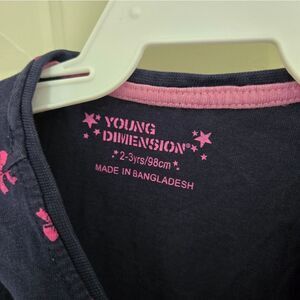 YOUNG
DIMENSION®
2-3yrs/98cm
MADE IN BANGLADESH